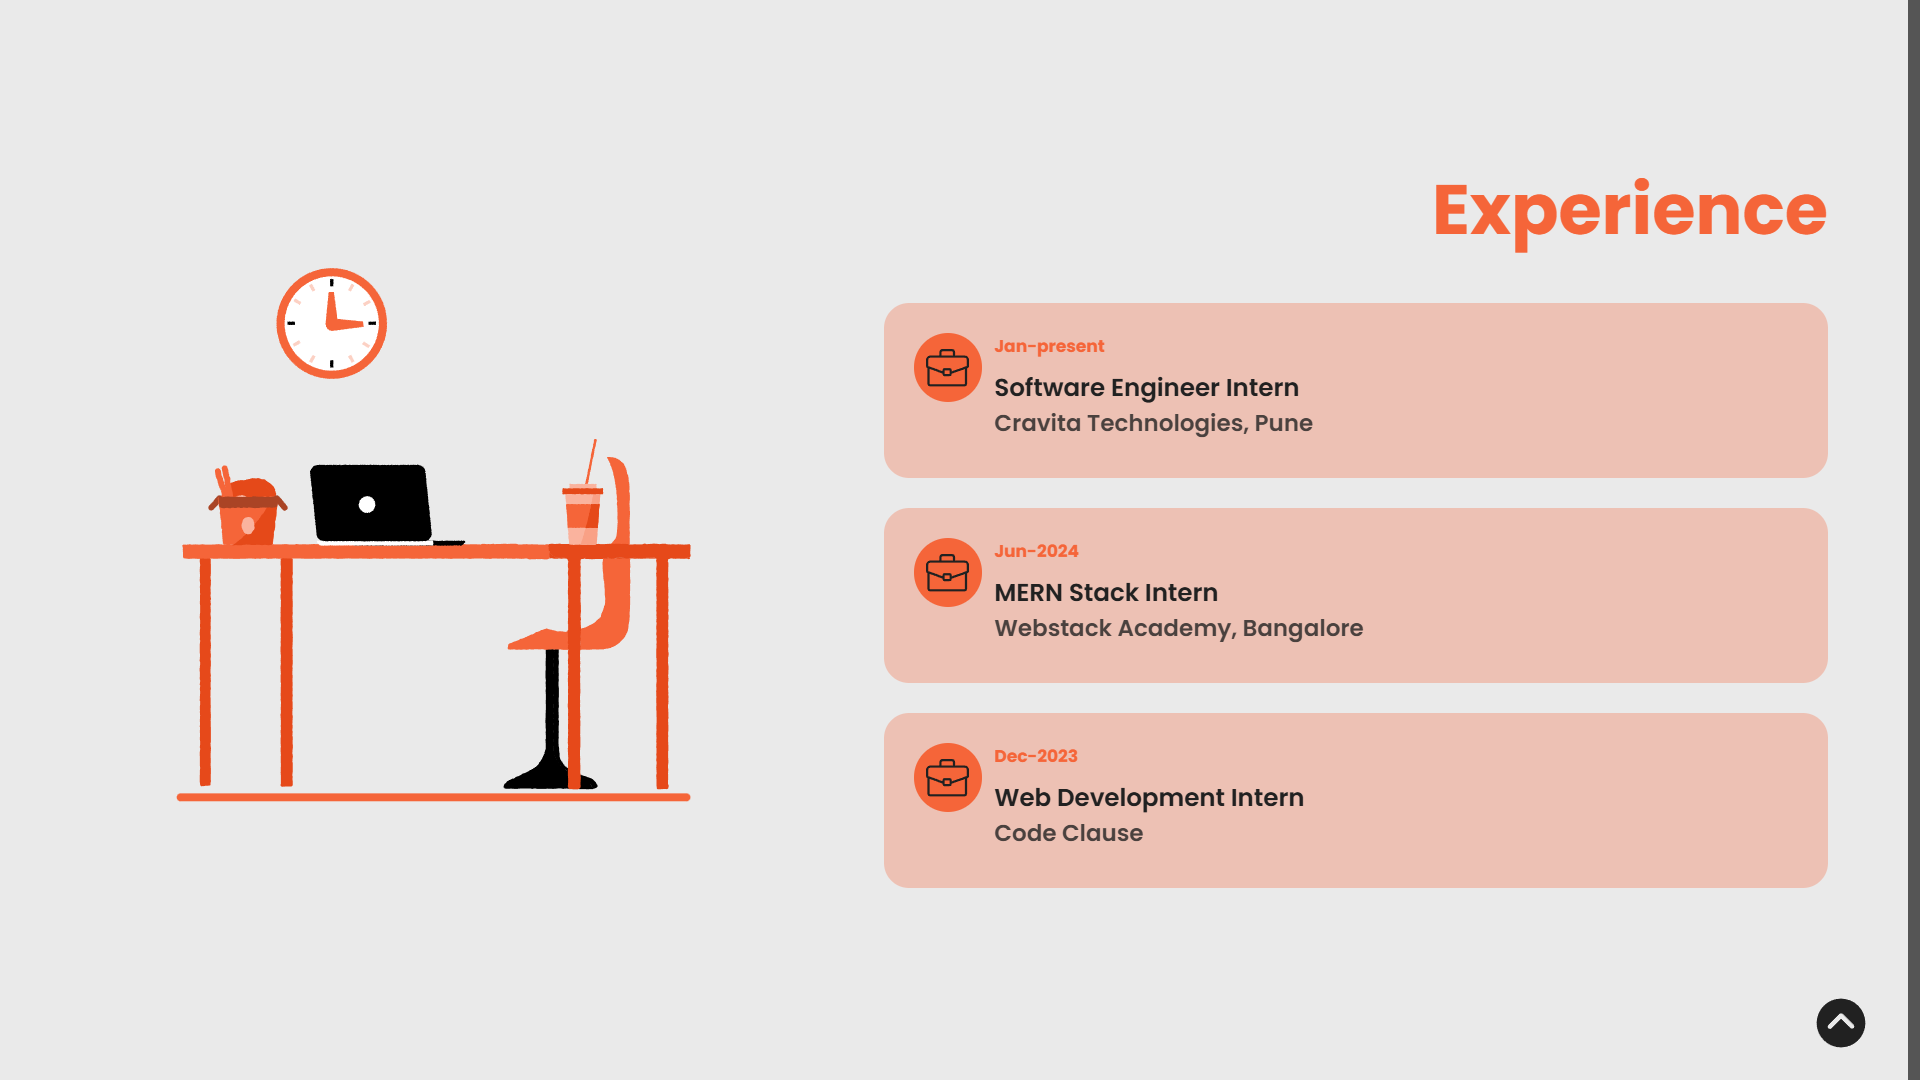 Experience
Jan-present
Software Engineer Intern
Cravita Technologies, Pune
Jun-2024
MERN Stack Intern
Webstack Academy, Bangalore
Dec-2023
Web Development Intern
Code Clause